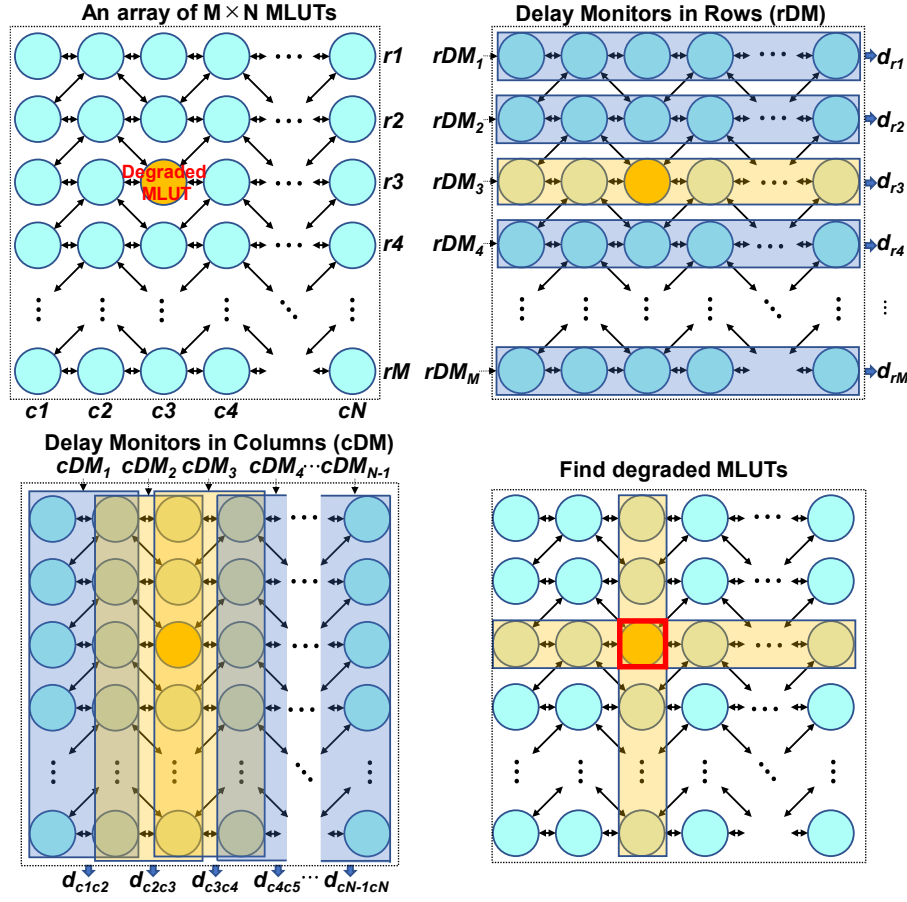 An array of M×N MLUTs
r1
r2
Degraded
MLUT
r3
r4
rM
c1 c2 c3 c4 cN
Delay Monitors in Rows (rDM)
rDM1 dr1
rDM2 dr2
rDM3 dr3
rDM4 dr4
rDMM drM
Delay Monitors in Columns (cDM)
cDM1 cDM2 cDM3 cDM4 ··· cDMN-1
dc1c2 dc2c3 dc3c4 dc4c5 ··· dcN-1cN
Find degraded MLUTs